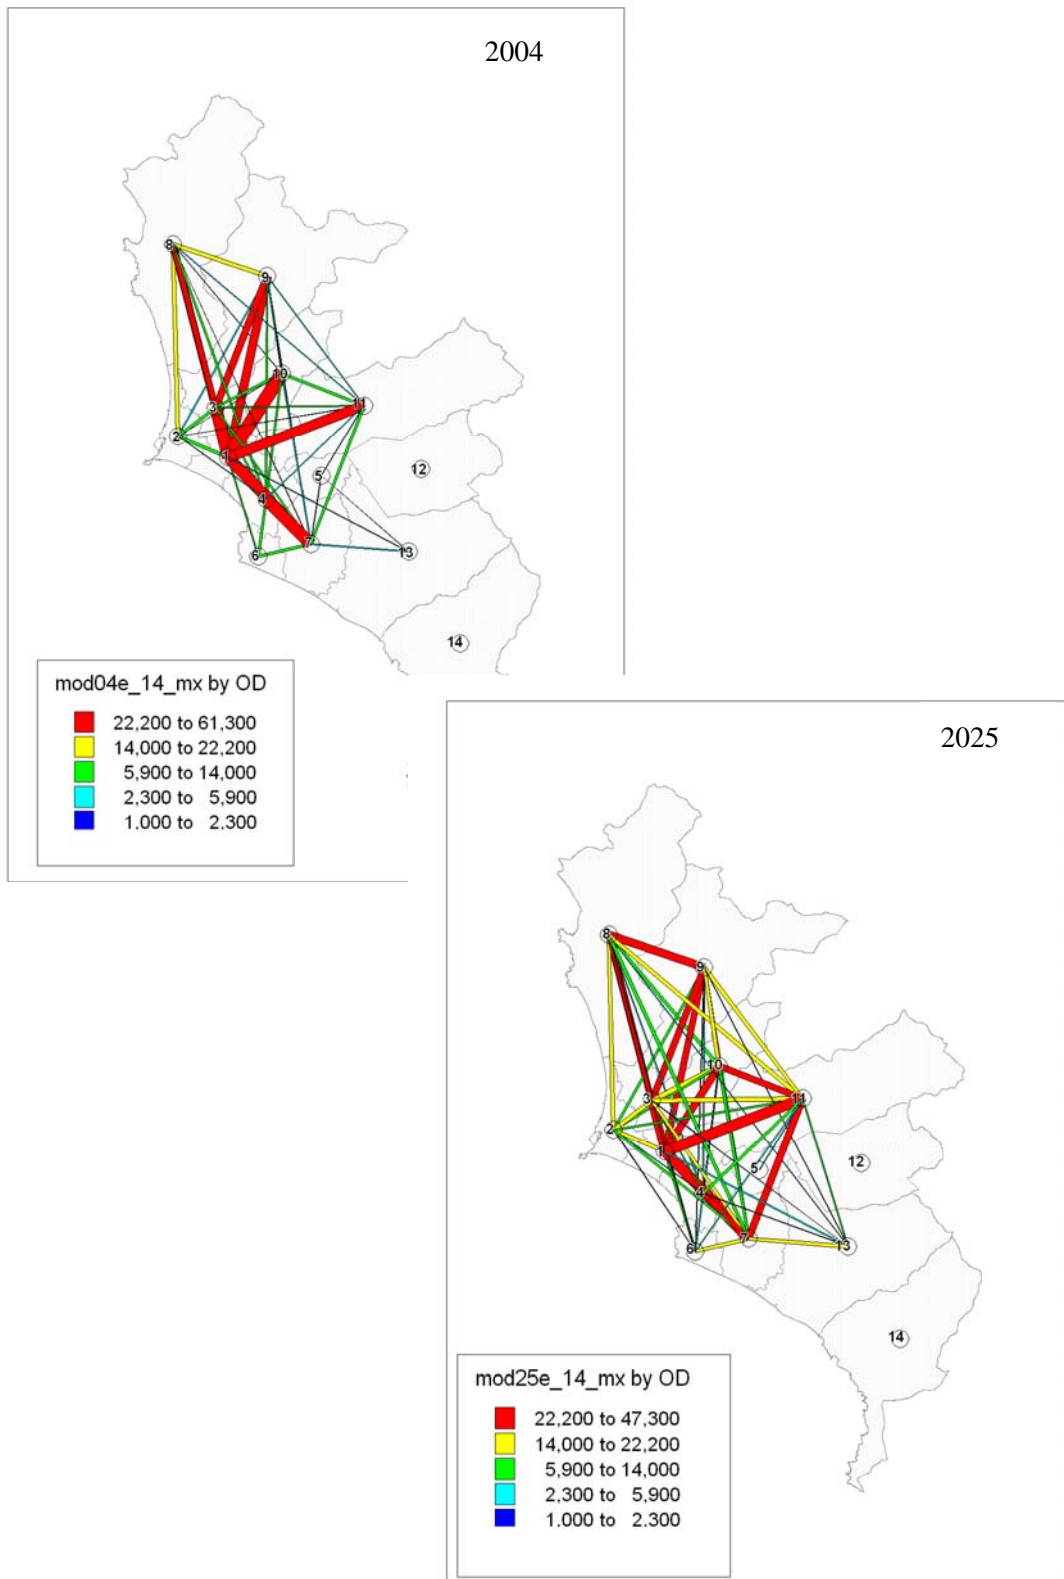 2004
8
9
10
3
11
2
1
12
5
4
7
13
6
14
mod04e_14_mx by OD
22,200 to 61,300
14,000 to 22,200
5,900 to 14,000
2,300 to 5,900
1.000 to 2.300
2025
8
9
10
3
11
2
1
12
5
4
7
13
6
14
mod25e_14_mx by OD
22,200 to 47,300
14,000 to 22,200
5,900 to 14,000
2,300 to 5,900
1.000 to 2.300